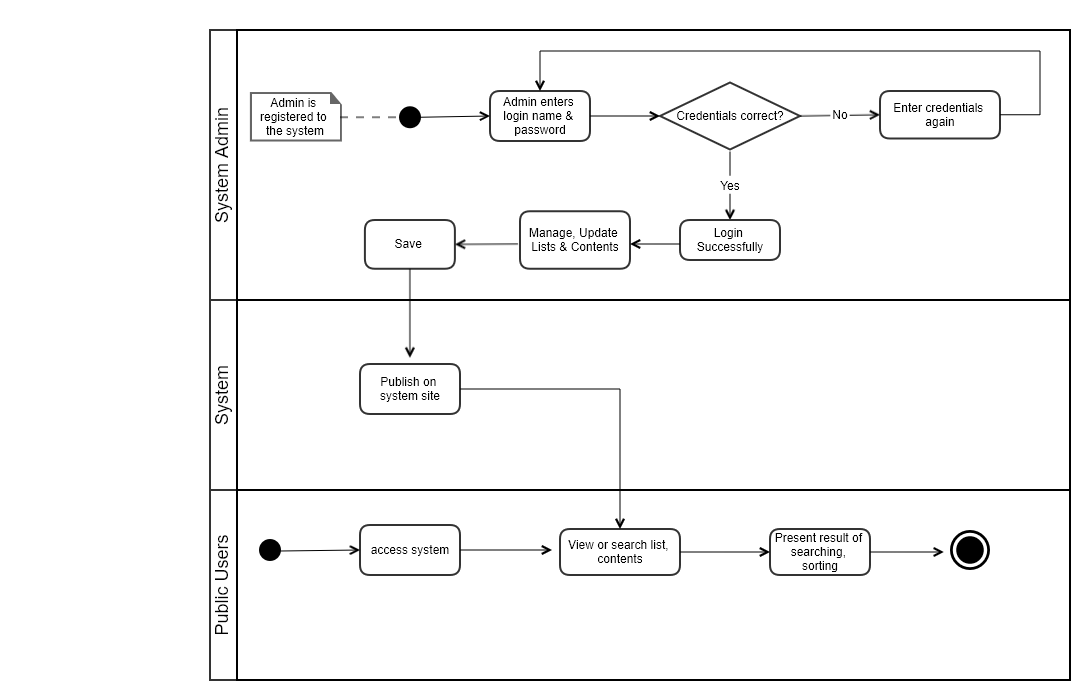 System Admin
Admin is
registered to
the system
Admin enters
login name &
password
Credentials correct?
No
Enter credentials
again
Yes
Save
Manage, Update
Lists & Contents
Login
Successfully
System
Publish on
system site
Public Users
access system
View or search list,
contents
Present result of
searching,
sorting